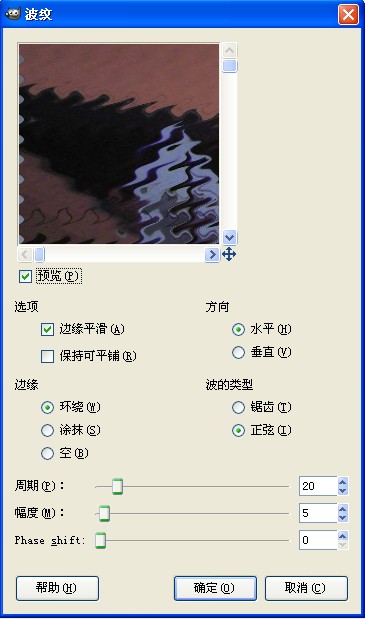 波纹
预览(P)
选项
方向
边缘平滑(A)
水平(H)
保持可平铺(R)
垂直(V)
边缘
波的类型
环绕(W)
锯齿(T)
涂抹(S)
正弦(I)
空(B)
周期(P)： 20
幅度(M)： 5
Phase shift: 0
帮助(H)
确定(O)
取消(C)